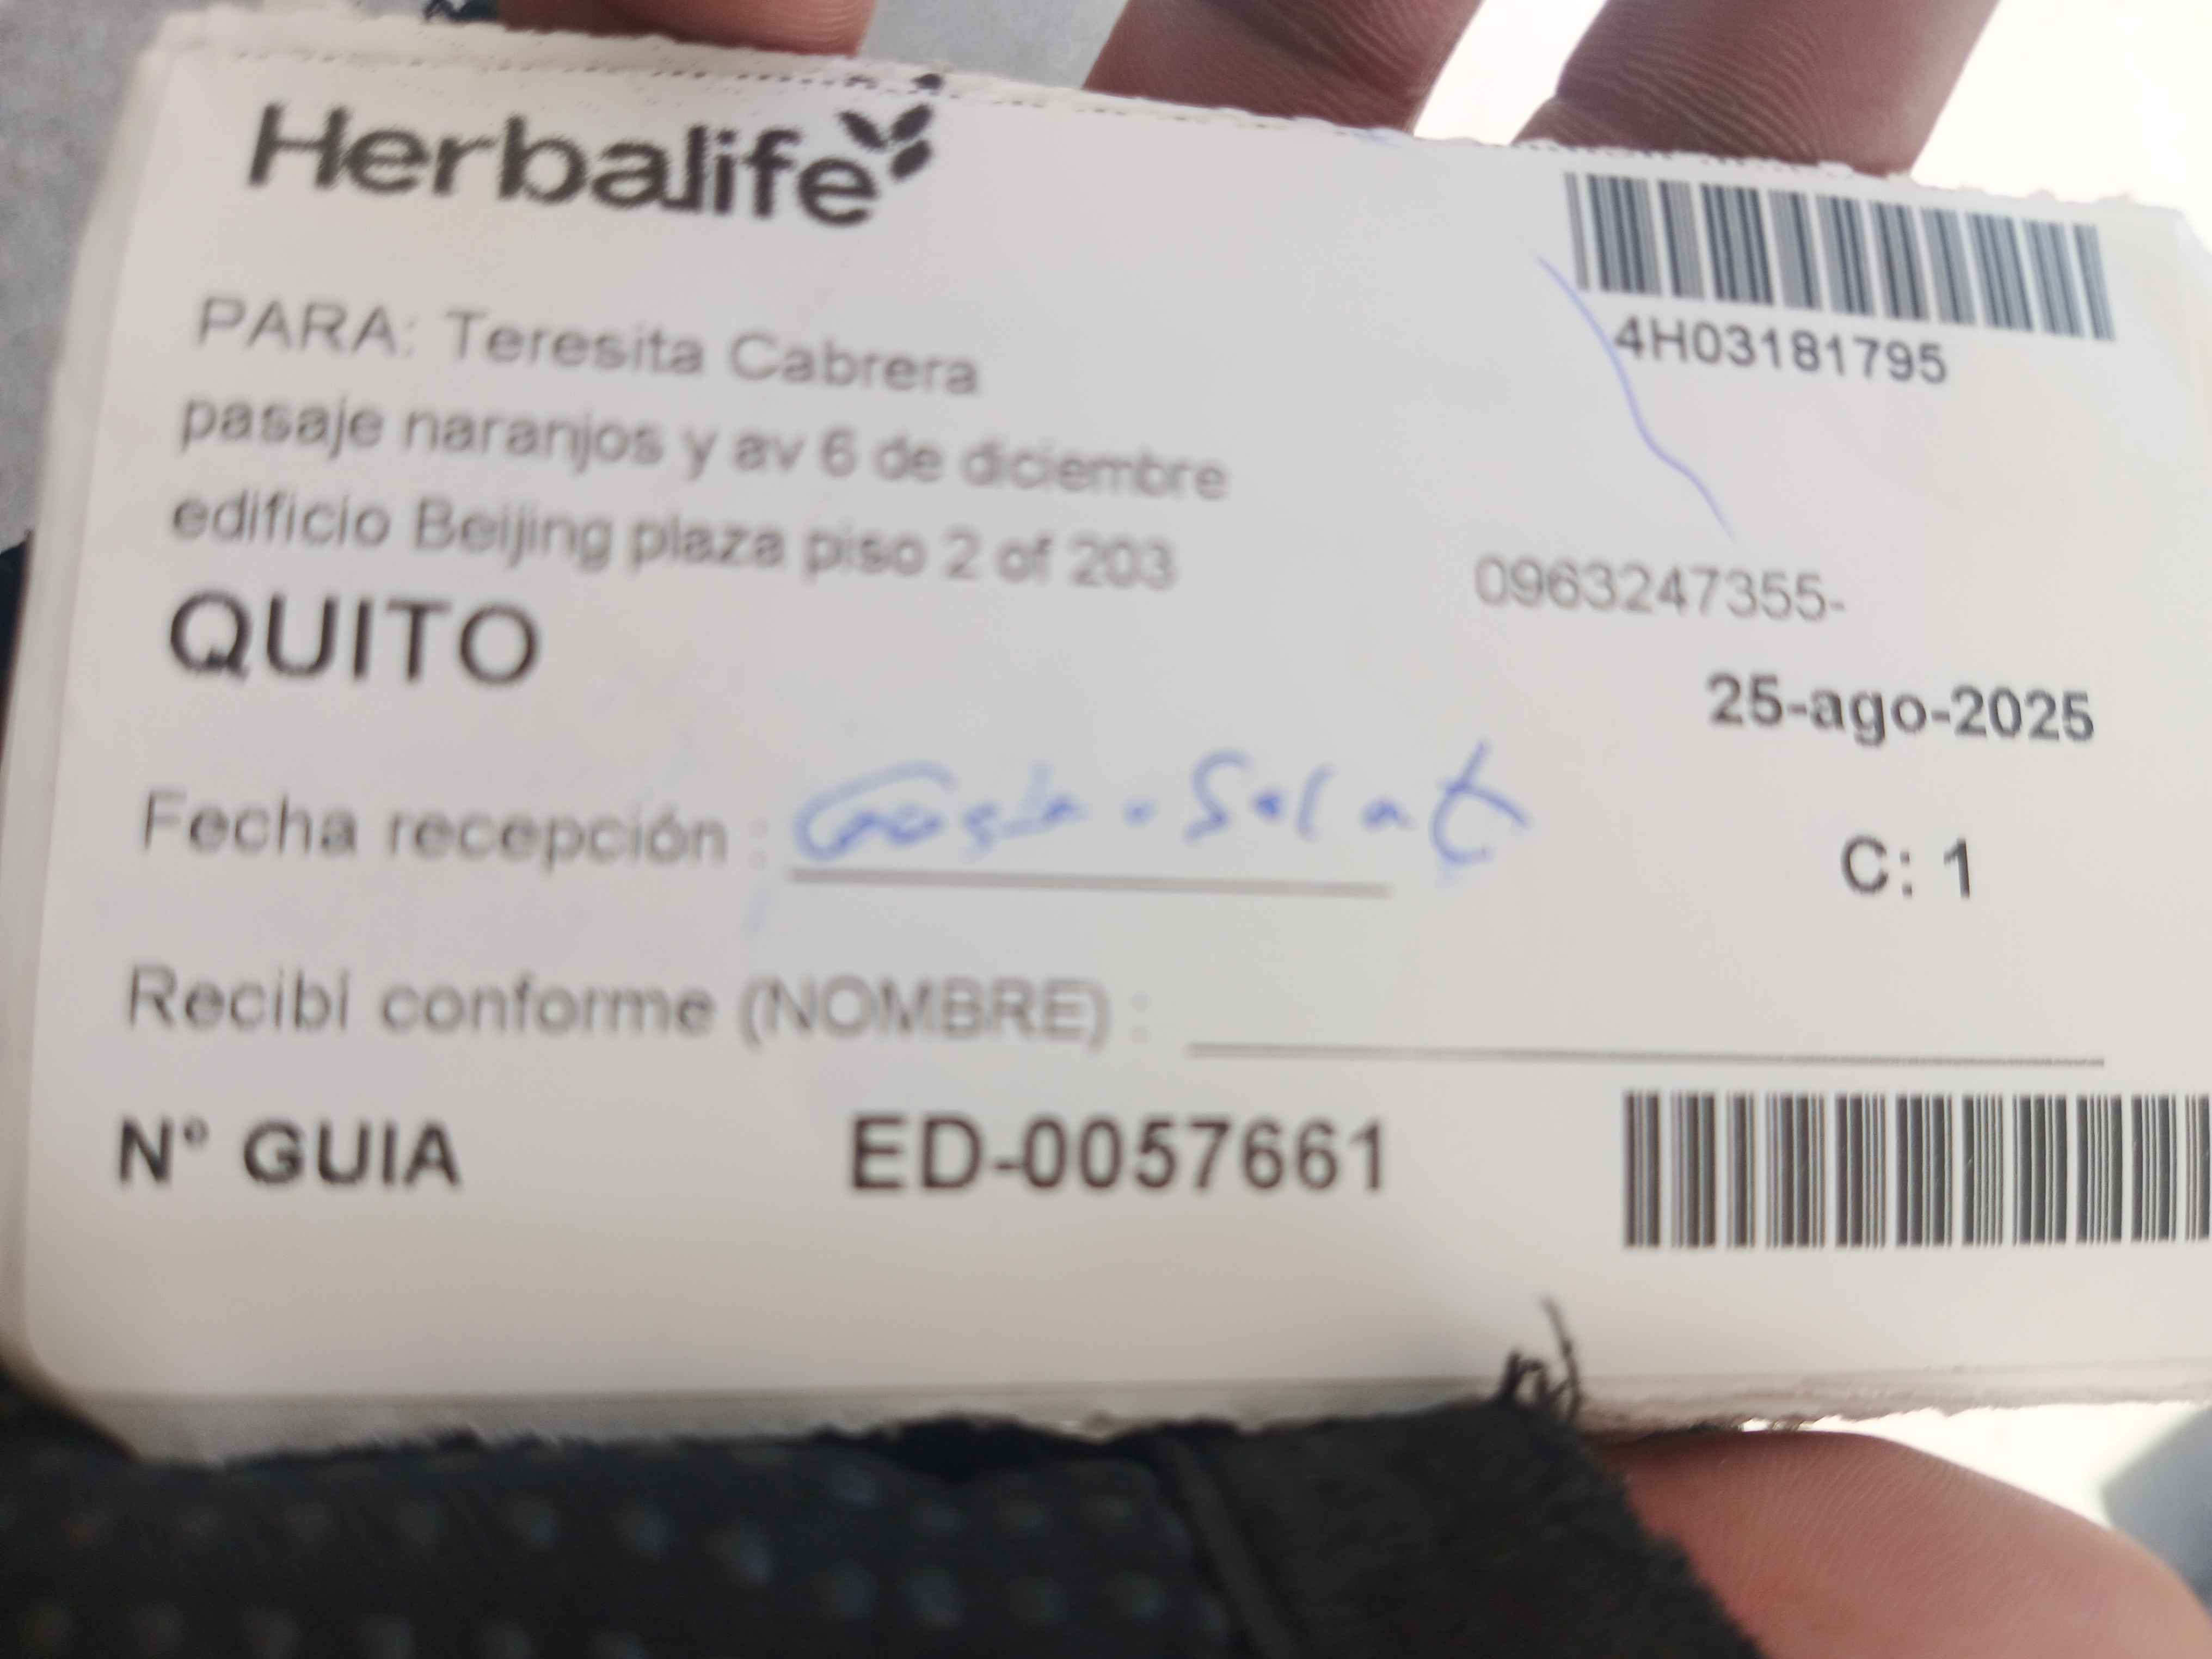 Herbalife
4H03181795
PARA: Teresita Cabrera
pasaje naranjos y av 6 de diciembre
edificio Beijing plaza piso 2 of 203
0963247355-
QUITO
25-ago-2025
Fecha recepción :
C: 1
Recibí conforme (NOMBRE) :
N° GUIA ED-0057661